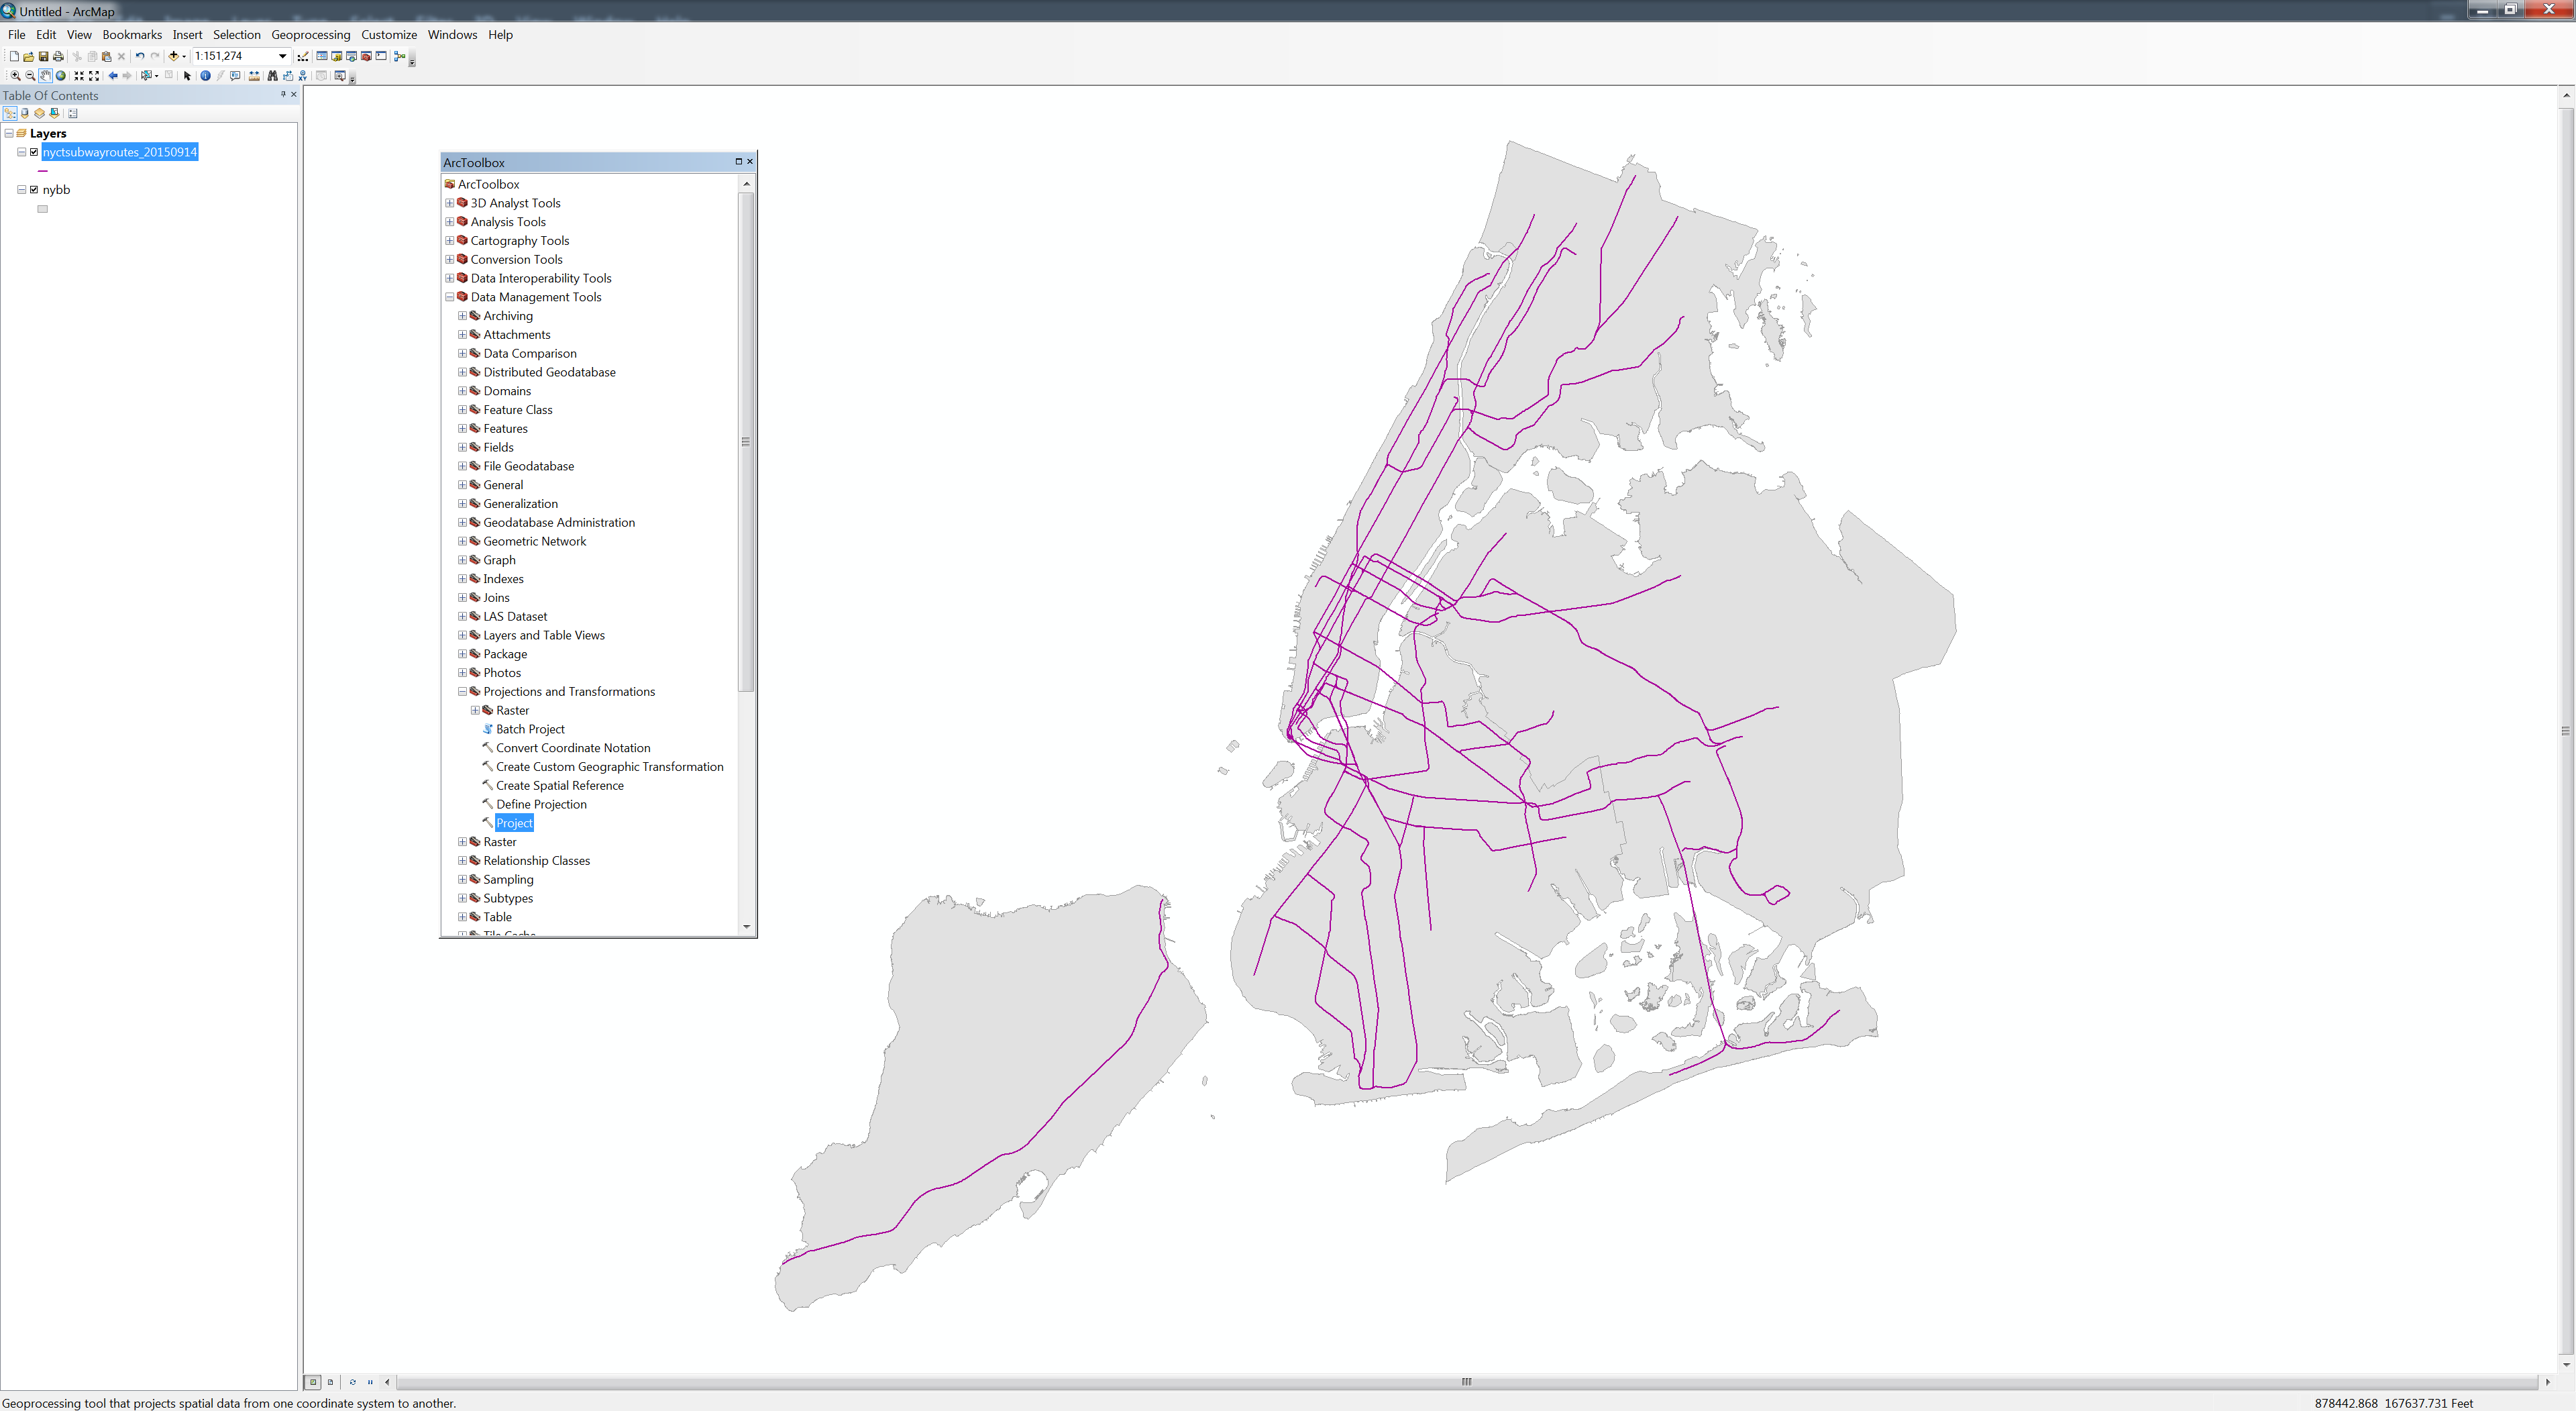 Untitled - ArcMap
File Edit View Bookmarks Insert Selection Geoprocessing Customize Windows Help
1:151,274
Table Of Contents
Layers
nyctsubwayroutes_20150914
nybb
ArcToolbox
ArcToolbox
3D Analyst Tools
Analysis Tools
Cartography Tools
Conversion Tools
Data Interoperability Tools
Data Management Tools
Archiving
Attachments
Data Comparison
Distributed Geodatabase
Domains
Feature Class
Features
Fields
File Geodatabase
General
Generalization
Geodatabase Administration
Geometric Network
Graph
Indexes
Joins
LAS Dataset
Layers and Table Views
Package
Photos
Projections and Transformations
Raster
Batch Project
Convert Coordinate Notation
Create Custom Geographic Transformation
Create Spatial Reference
Define Projection
Project
Raster
Relationship Classes
Sampling
Subtypes
Table
Tile Cache
Geoprocessing tool that projects spatial data from one coordinate system to another.
878442.868 167637.731 Feet